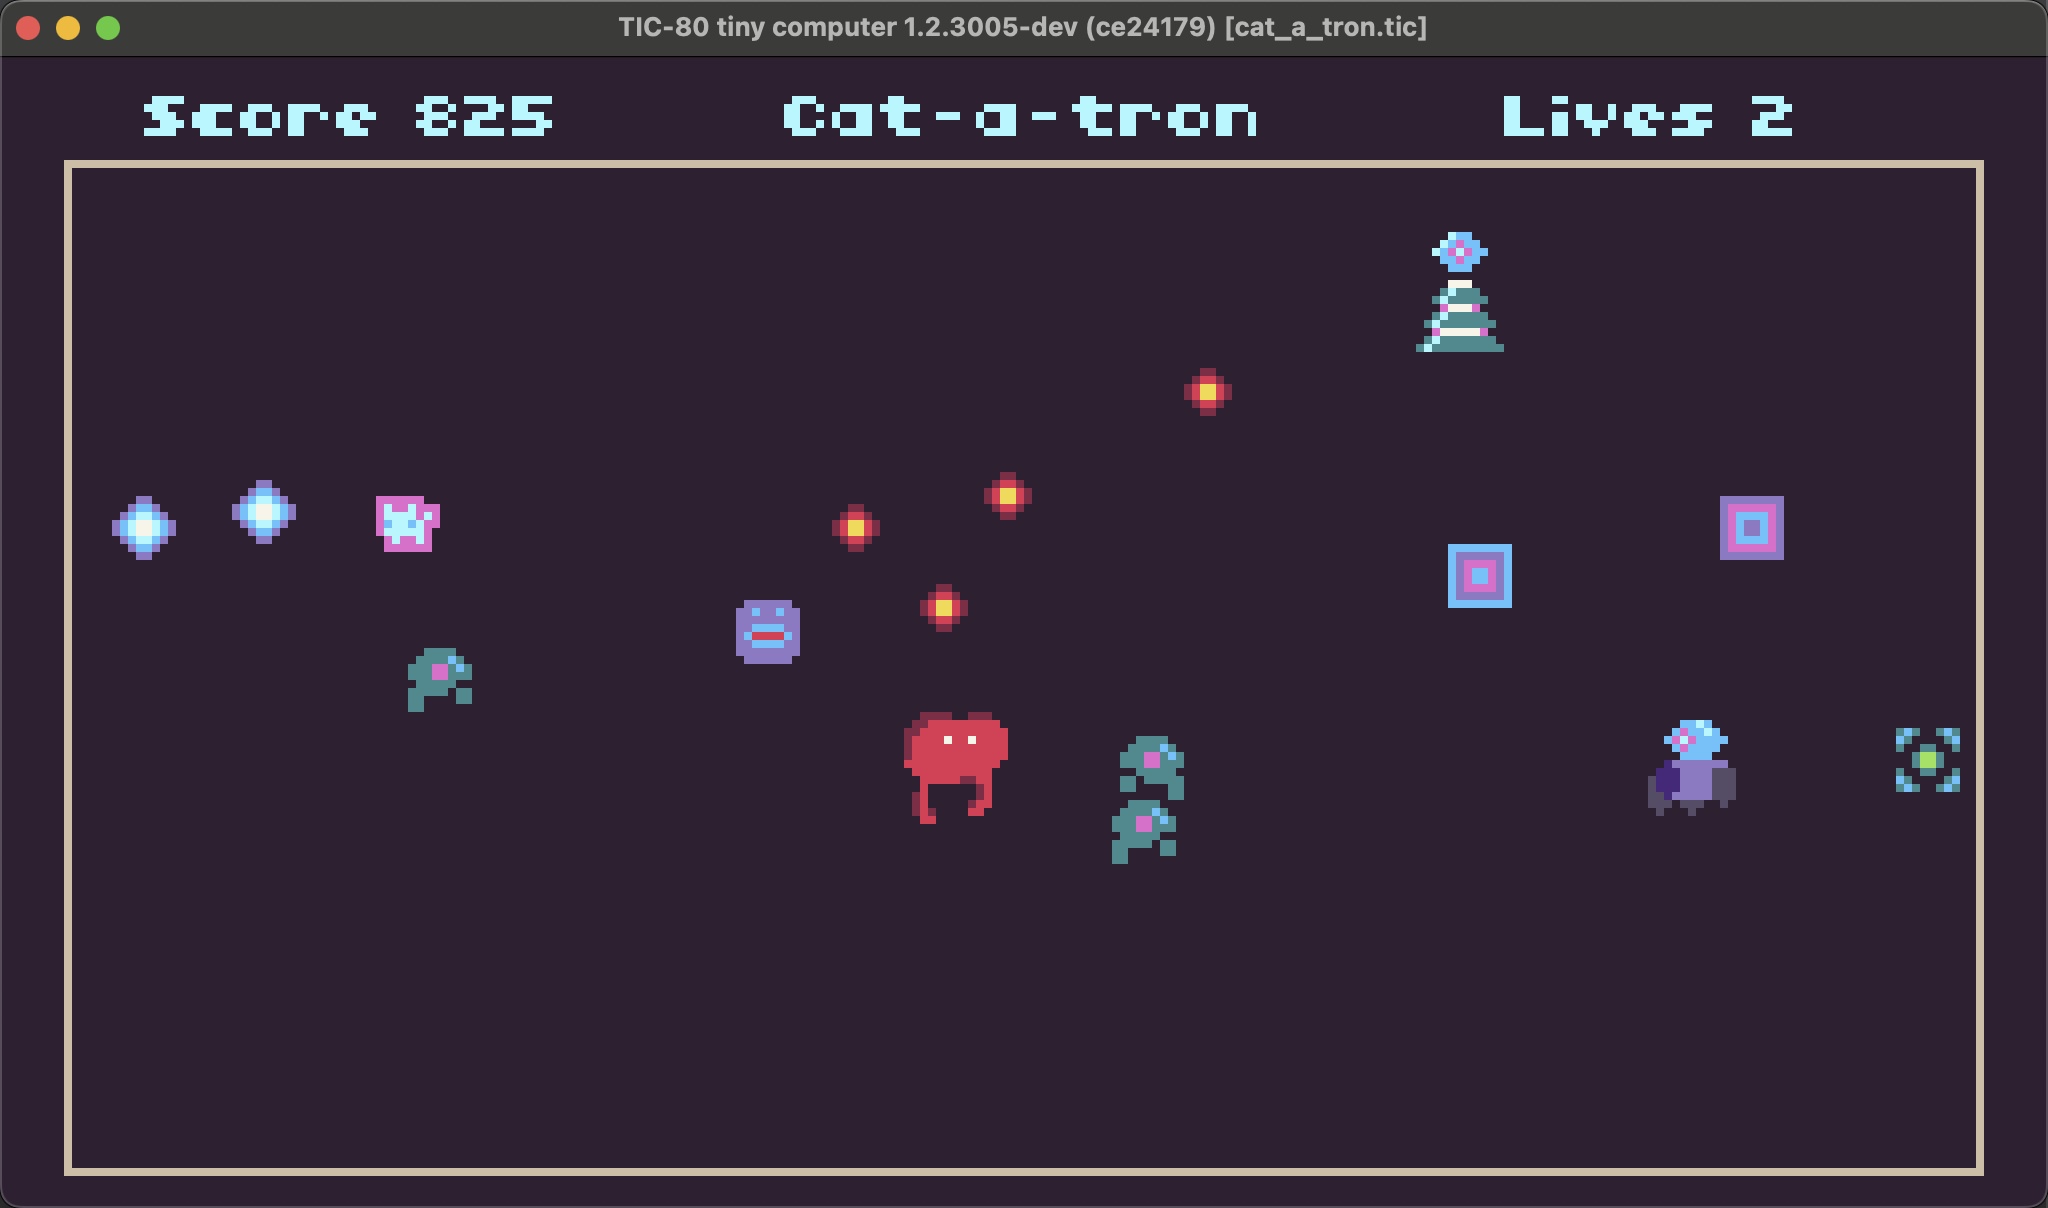 TIC-80 tiny computer 1.2.3005-dev (ce24179) [cat_a_tron.tic]
Score 825 Cat-a-tron Lives 2